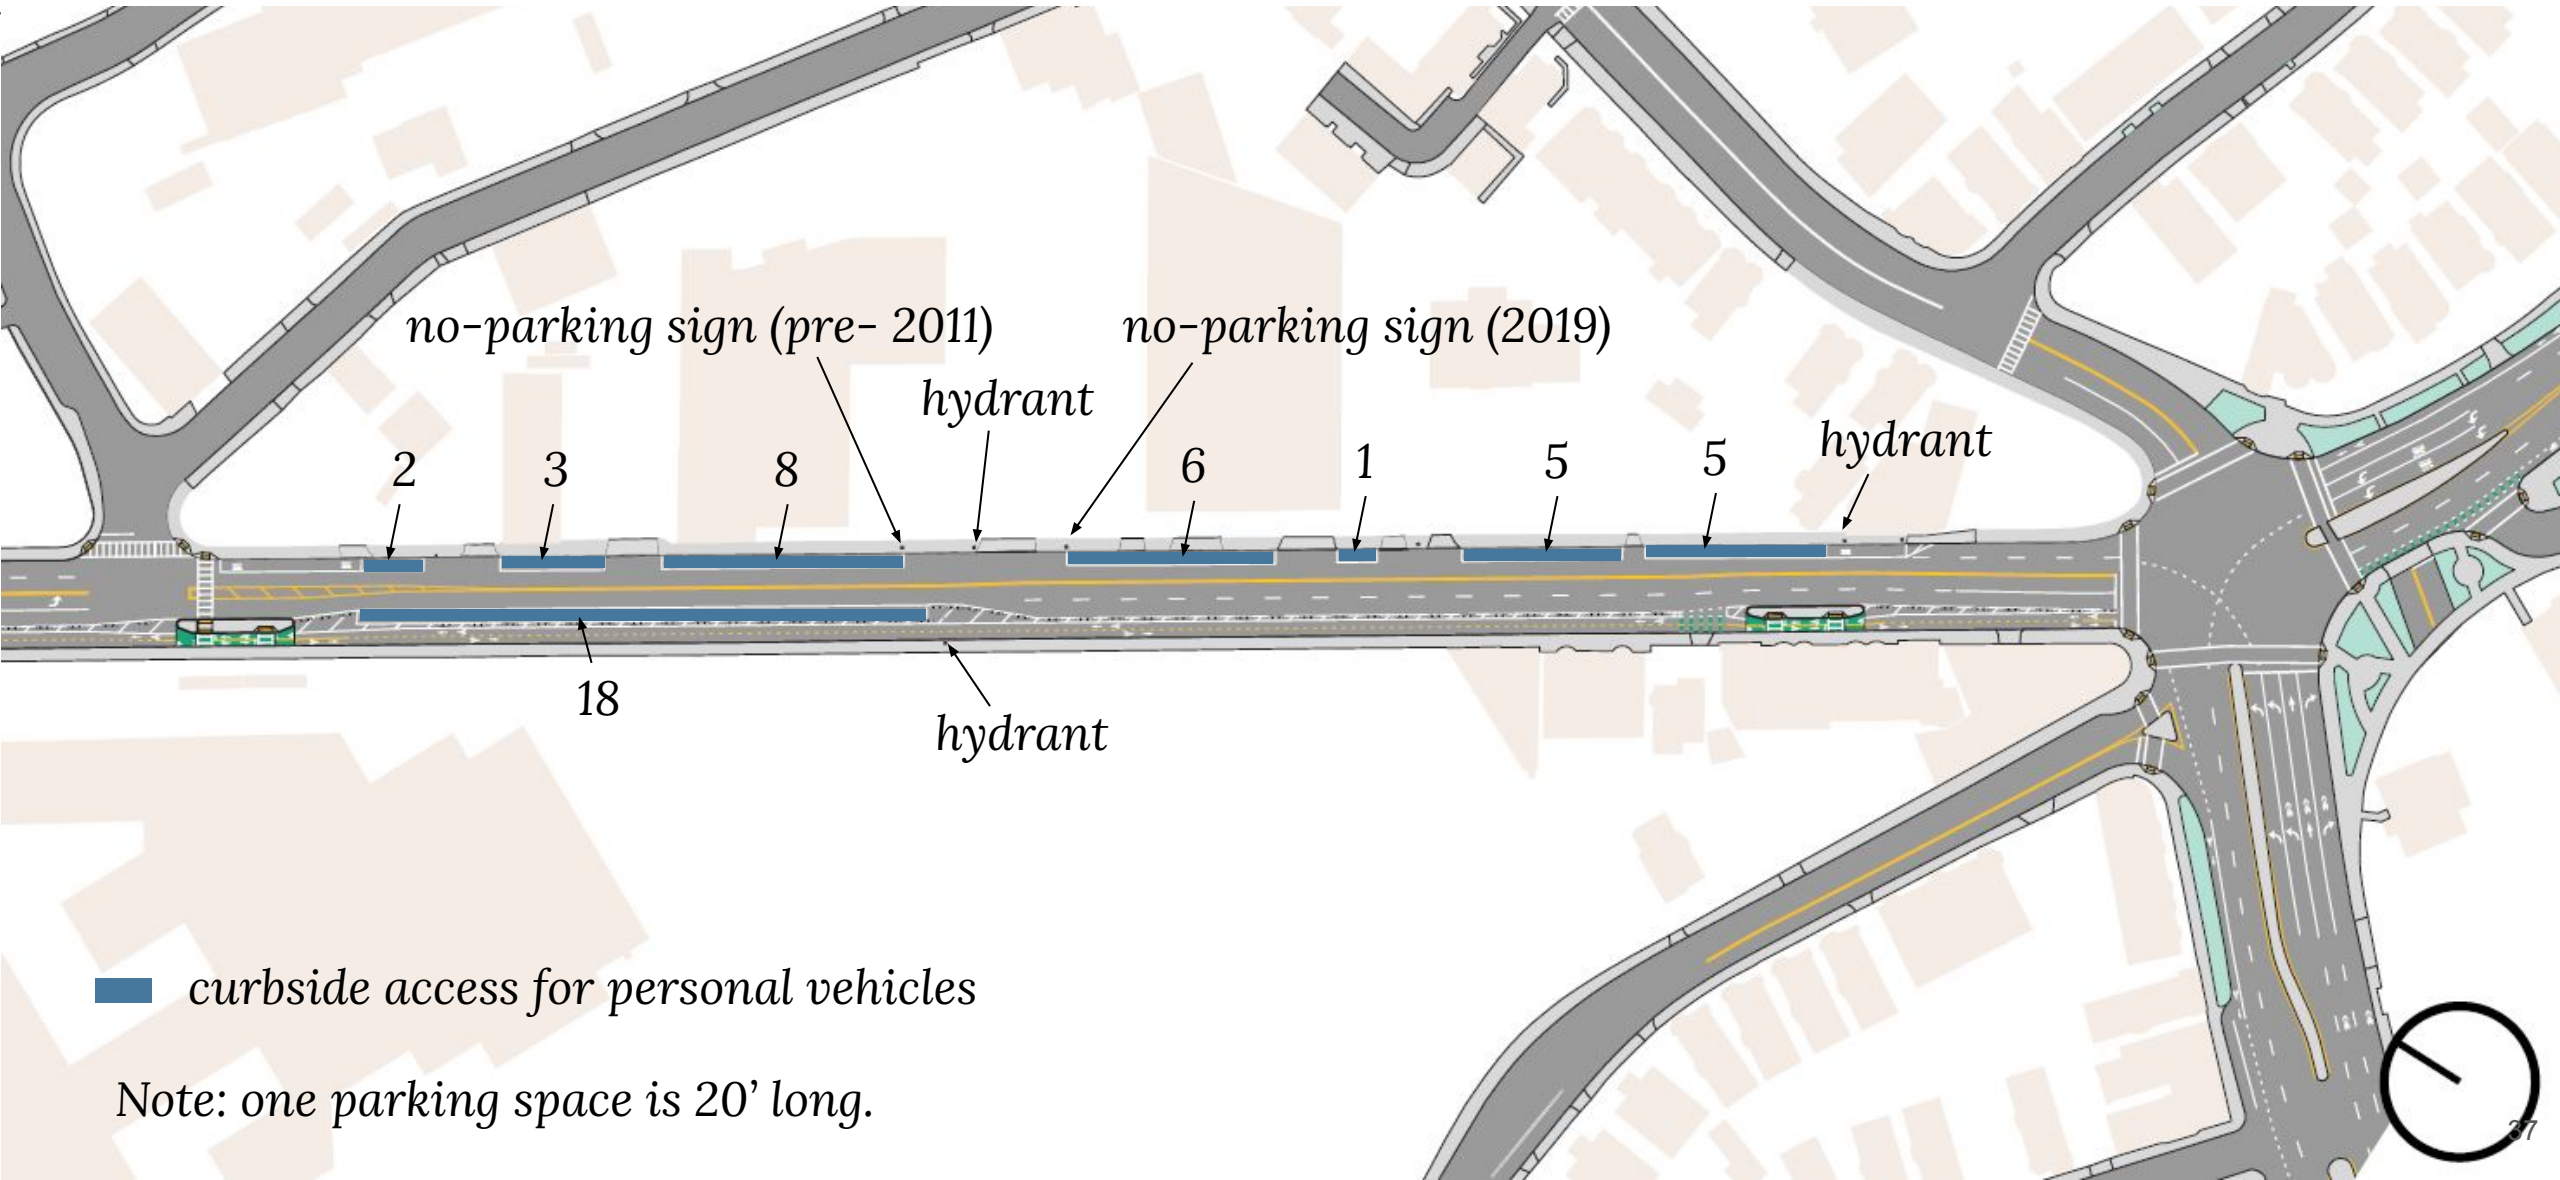 no-parking sign (pre- 2011)
no-parking sign (2019)
hydrant
hydrant
2
3
8
6
1
5
5
18
hydrant
curbside access for personal vehicles
Note: one parking space is 20’ long.
37